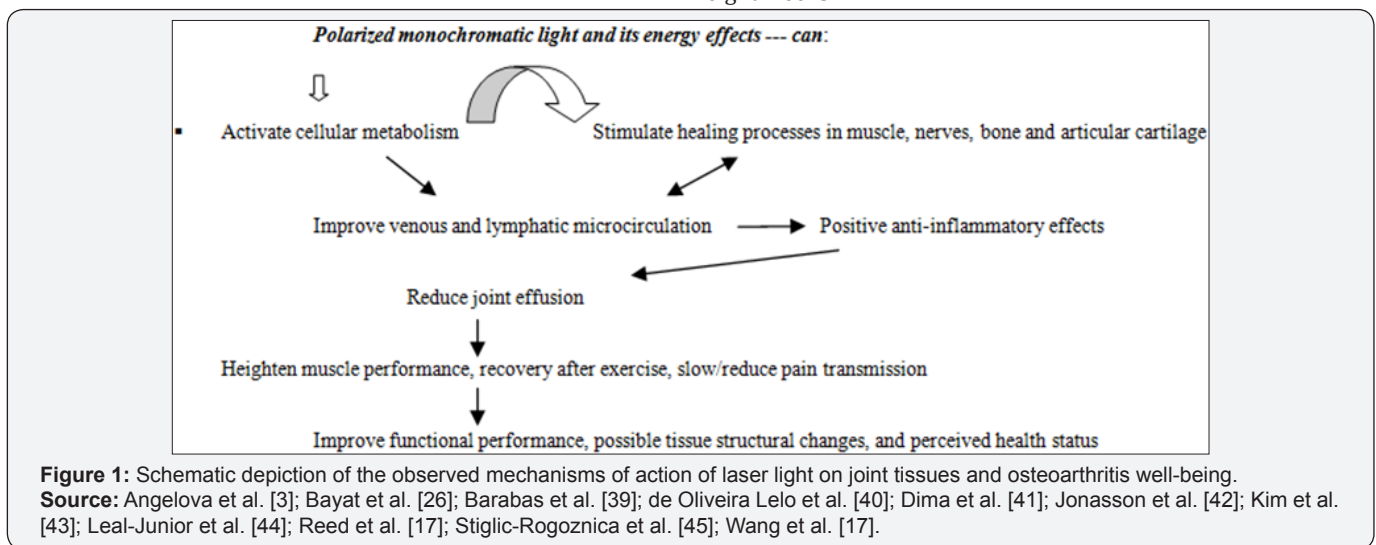 Polarized monochromatic light and its energy effects --- can:
▪ Activate cellular metabolism
Stimulate healing processes in muscle, nerves, bone and articular cartilage
Improve venous and lymphatic microcirculation
Positive anti-inflammatory effects
Reduce joint effusion
Heighten muscle performance, recovery after exercise, slow/reduce pain transmission
Improve functional performance, possible tissue structural changes, and perceived health status
Figure 1: Schematic depiction of the observed mechanisms of action of laser light on joint tissues and osteoarthritis well-being.
Source: Angelova et al. [3]; Bayat et al. [26]; Barabas et al. [39]; de Oliveira Lelo et al. [40]; Dima et al. [41]; Jonasson et al. [42]; Kim et al.
[43]; Leal-Junior et al. [44]; Reed et al. [17]; Stiglic-Rogoznica et al. [45]; Wang et al. [17].